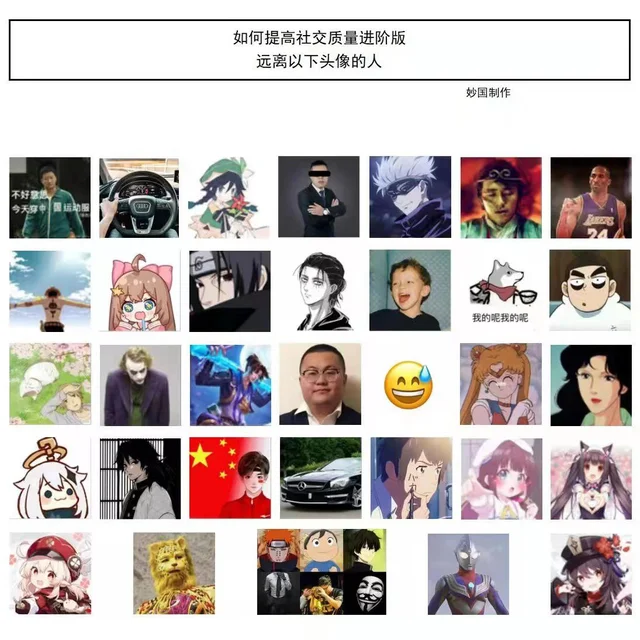 如何提高社交质量进阶版
远离以下头像的人
妙国制作
不好意思
今天穿中国运动服
LAKERS
24
我的呢我的呢